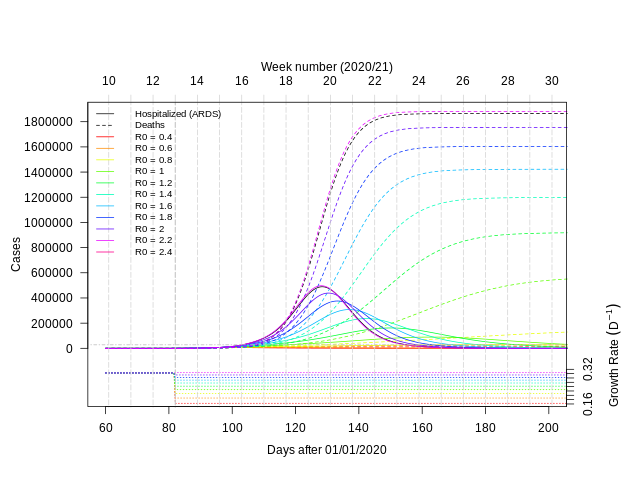 Week number (2020/21)
10 12 14 16 18 20 22 24 26 28 30
Hospitalized (ARDS)
Deaths
R0 = 0.4
R0 = 0.6
R0 = 0.8
R0 = 1
R0 = 1.2
R0 = 1.4
R0 = 1.6
R0 = 1.8
R0 = 2
R0 = 2.2
R0 = 2.4
1800000
1600000
1400000
1200000
1000000
800000
600000
400000
200000
0
Cases
0.16 0.32
Growth Rate (D⁻¹)
60 80 100 120 140 160 180 200
Days after 01/01/2020